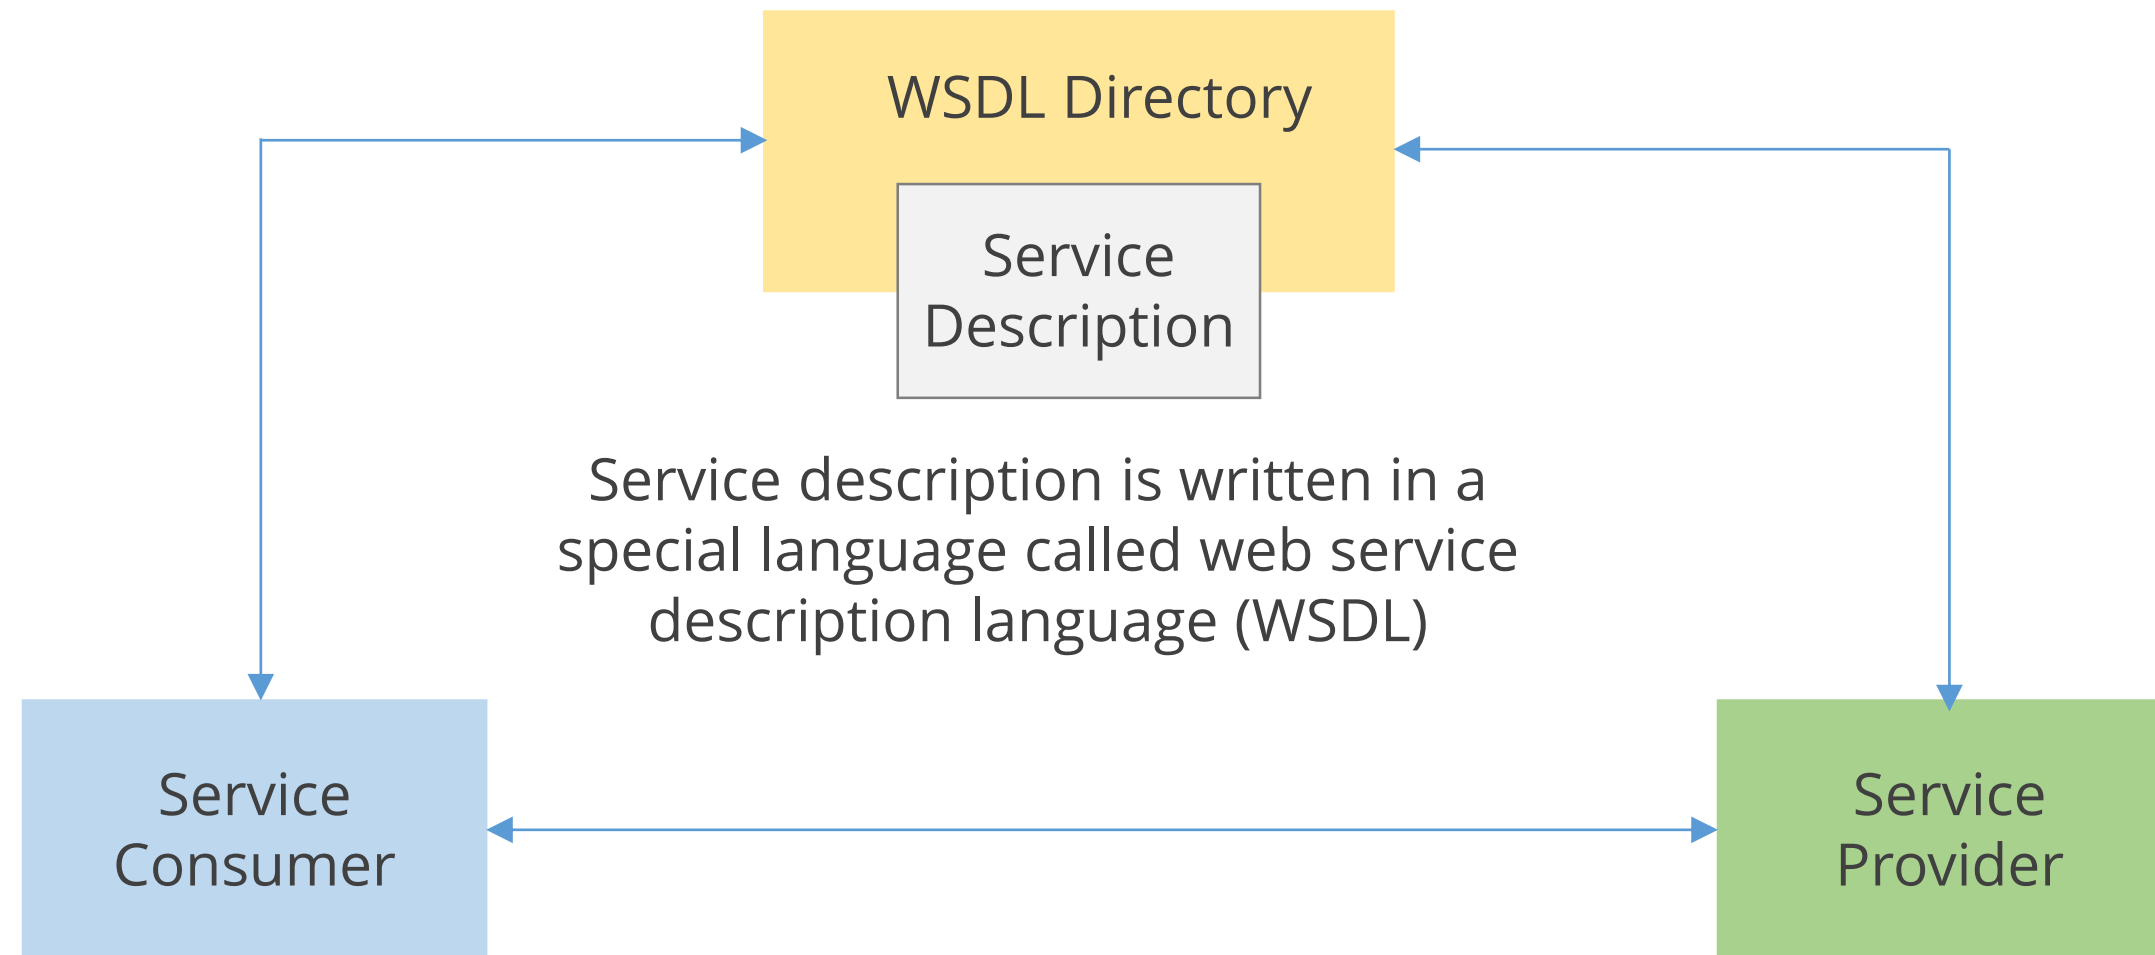 WSDL Directory
Service
Description
Service description is written in a
special language called web service
description language (WSDL)
Service
Consumer
Service
Provider